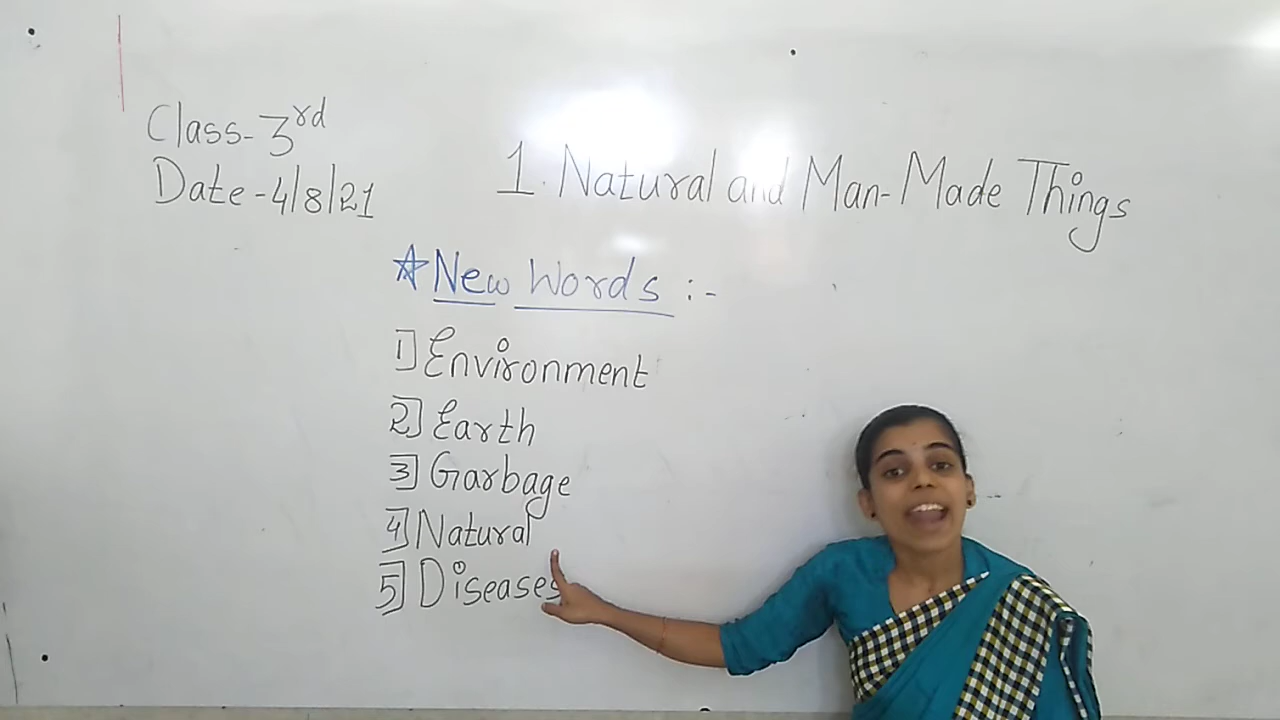 Class-3rd
Date-4/8/21
1. Natural and Man-Made Things
☆New Words :-
1] Environment
2] Earth
3] Garbage
4] Natural
5] Diseases